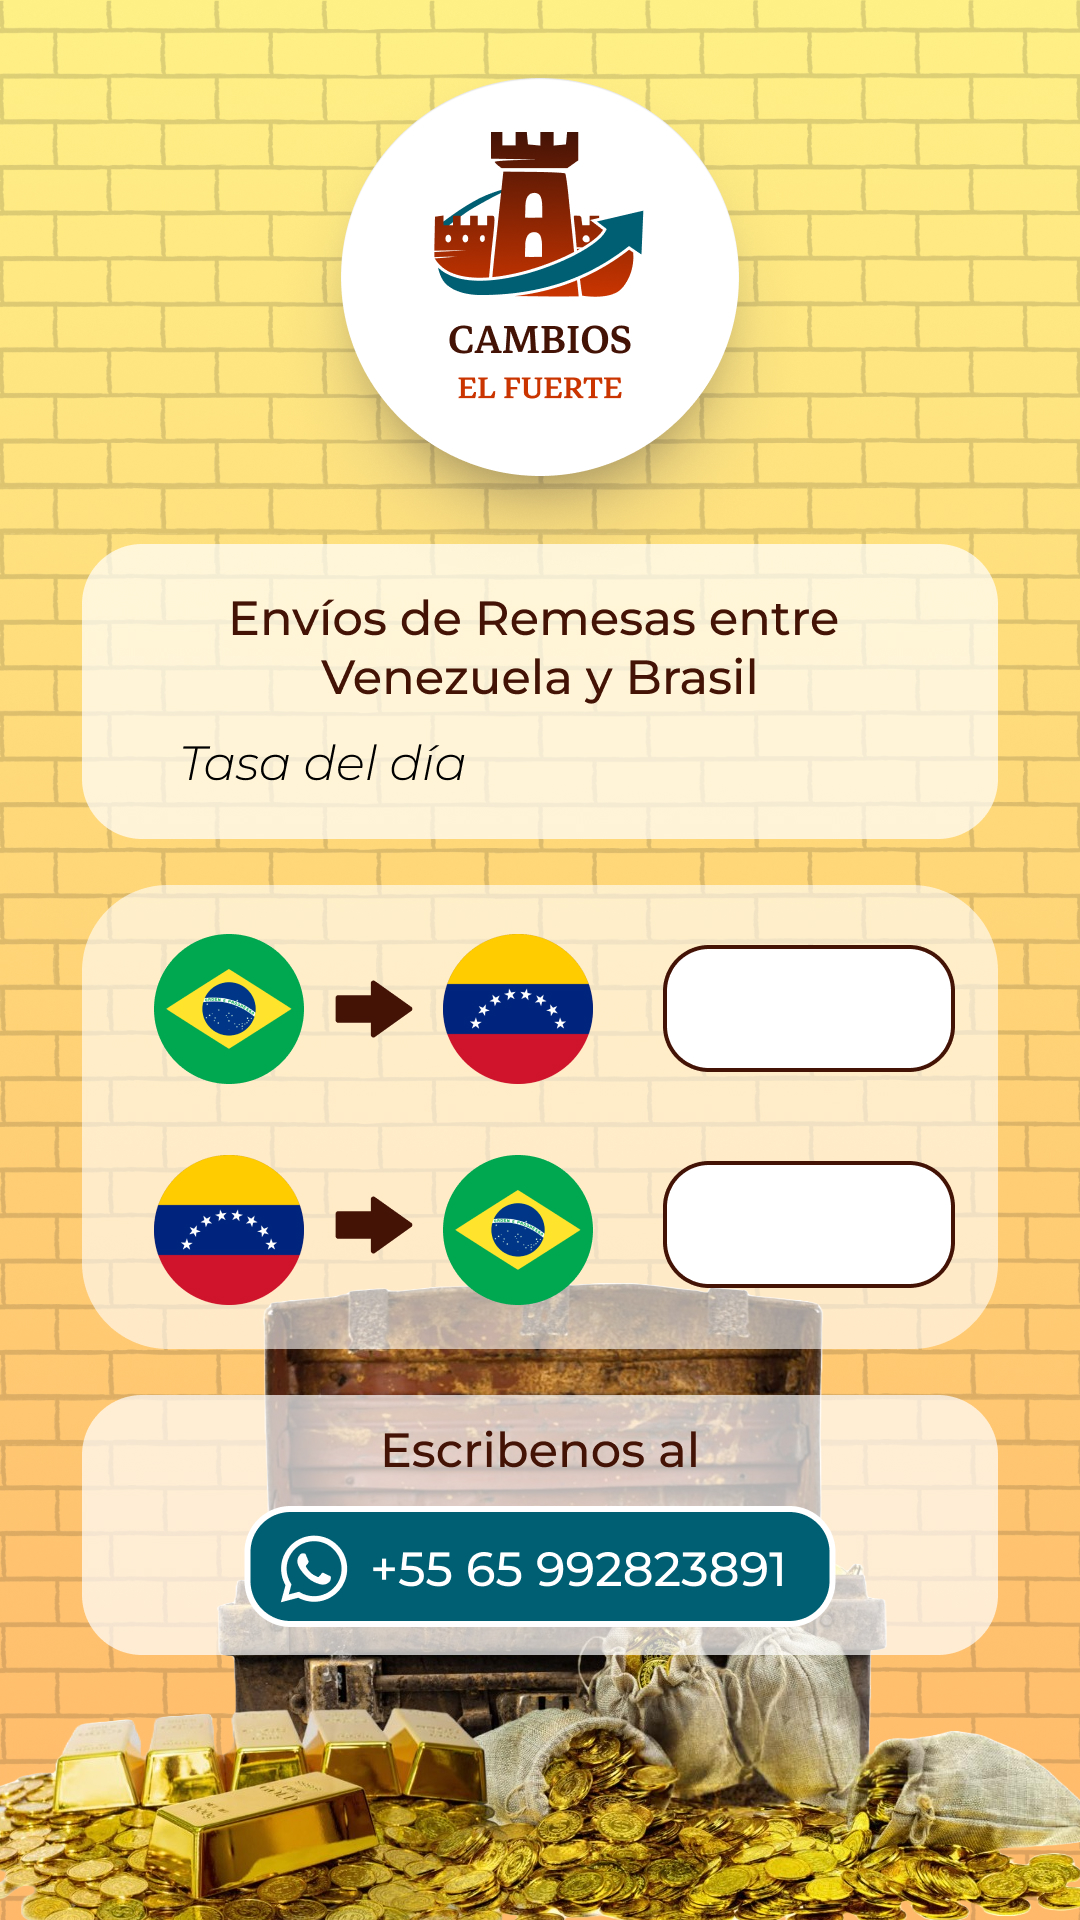 CAMBIOS
EL FUERTE
Envíos de Remesas entre
Venezuela y Brasil
Tasa del día
Escribenos al
+55 65 992823891